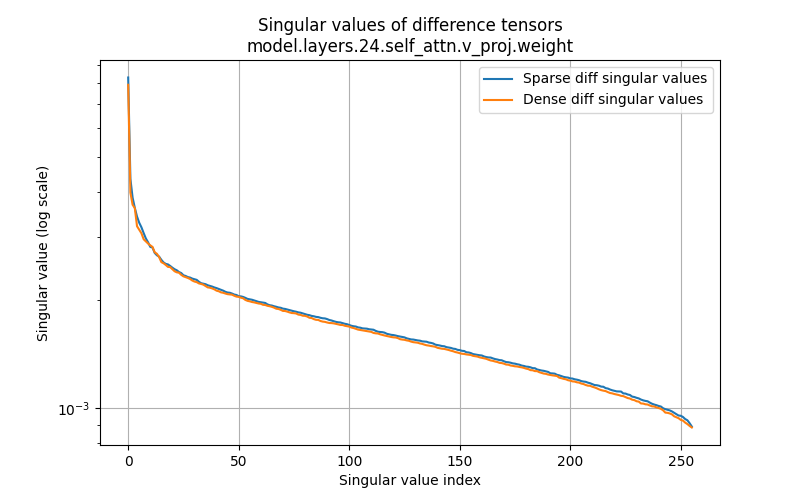 Singular values of difference tensors
model.layers.24.self_attn.v_proj.weight
Sparse diff singular values
Dense diff singular values
Singular value (log scale)
10⁻³
0 50 100 150 200 250
Singular value index